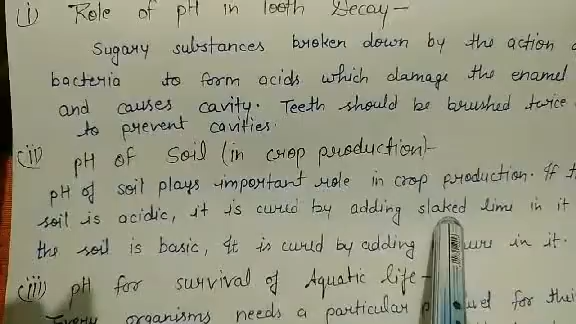 (i) Role of pH in Tooth Decay -
Sugary substances broken down by the action
bacteria to form acids which damage the enamel
and causes cavity. Teeth should be brushed twice
to prevent cavities.
(ii) pH of Soil (in crop production) -
pH of soil plays important role in crop production. If
soil is acidic, it is cured by adding slaked lime in it
the soil is basic, It is cured by adding in it.
(iii) pH for survival of Aquatic life -
Every organisms needs a particular for